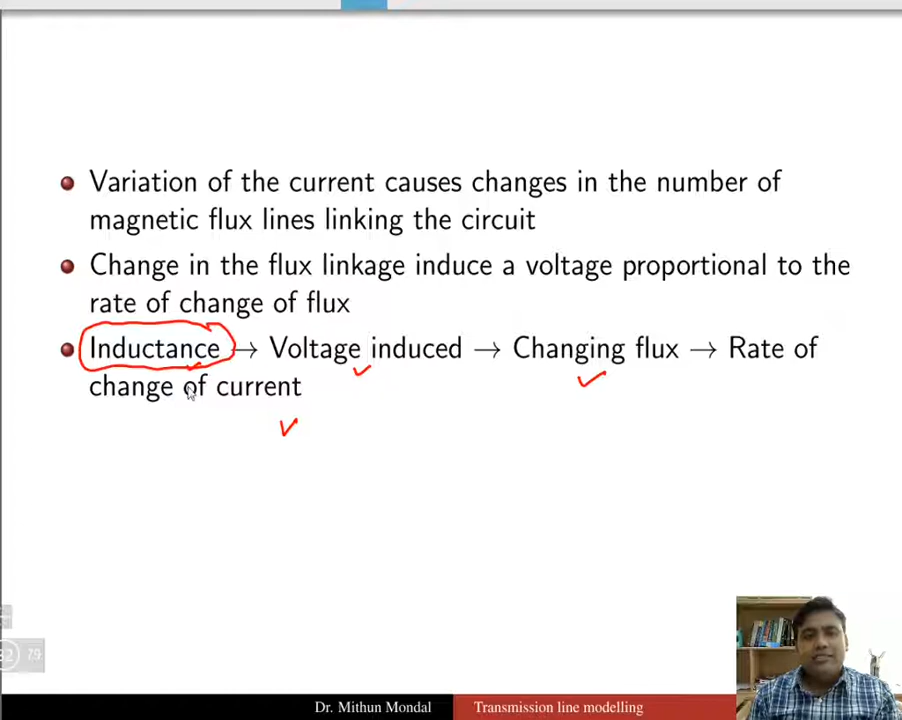 Variation of the current causes changes in the number of
magnetic flux lines linking the circuit
Change in the flux linkage induce a voltage proportional to the
rate of change of flux
Inductance → Voltage induced → Changing flux → Rate of
change of current
32 79
Dr. Mithun Mondal Transmission line modelling